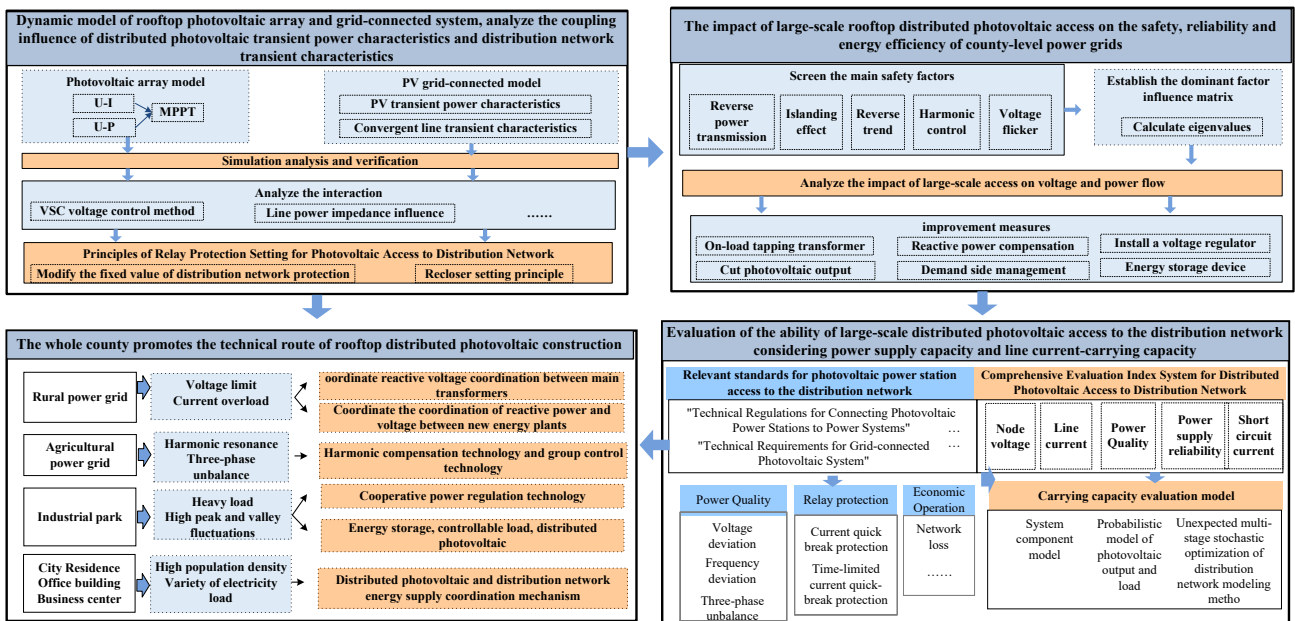 Dynamic model of rooftop photovoltaic array and grid-connected system, analyze the coupling
influence of distributed photovoltaic transient power characteristics and distribution network
transient characteristics
Photovoltaic array model
U-I
U-P
MPPT
PV grid-connected model
PV transient power characteristics
Convergent line transient characteristics
Simulation analysis and verification
Analyze the interaction
VSC voltage control method
Line power impedance influence
……
Principles of Relay Protection Setting for Photovoltaic Access to Distribution Network
Modify the fixed value of distribution network protection
Recloser setting principle
The impact of large-scale rooftop distributed photovoltaic access on the safety, reliability and
energy efficiency of county-level power grids
Screen the main safety factors
Reverse
power
transmission
Islanding
effect
Reverse
trend
Harmonic
control
Voltage
flicker
Establish the dominant factor
influence matrix
Calculate eigenvalues
Analyze the impact of large-scale access on voltage and power flow
improvement measures
On-load tapping transformer
Reactive power compensation
Install a voltage regulator
Cut photovoltaic output
Demand side management
Energy storage device
The whole county promotes the technical route of rooftop distributed photovoltaic construction
Rural power grid
Voltage limit
Current overload
oordinate reactive voltage coordination between main
transformers
Coordinate the coordination of reactive power and
voltage between new energy plants
Agricultural
power grid
Harmonic resonance
Three-phase
unbalance
Harmonic compensation technology and group control
technology
Industrial park
Heavy load
High peak and valley
fluctuations
Cooperative power regulation technology
Energy storage, controllable load, distributed
photovoltaic
City Residence
Office building
Business center
High population density
Variety of electricity
load
Distributed photovoltaic and distribution network
energy supply coordination mechanism
Evaluation of the ability of large-scale distributed photovoltaic access to the distribution network
considering power supply capacity and line current-carrying capacity
Relevant standards for photovoltaic power station
access to the distribution network
"Technical Regulations for Connecting Photovoltaic
Power Stations to Power Systems" …
"Technical Requirements for Grid-connected …
Photovoltaic System"
Comprehensive Evaluation Index System for Distributed
Photovoltaic Access to Distribution Network
Node
voltage
Line
current
Power
Quality
Power
supply
reliability
Short
circuit
current
Power Quality
Voltage
deviation
Frequency
deviation
Three-phase
unbalance
Relay protection
Current quick
break protection
Time-limited
current quick-
break protection
Economic
Operation
Network
loss
……
Carrying capacity evaluation model
System
component
model
Probabilistic
model of
photovoltaic
output and
load
Unexpected multi-
stage stochastic
optimization of
distribution
network modeling
metho